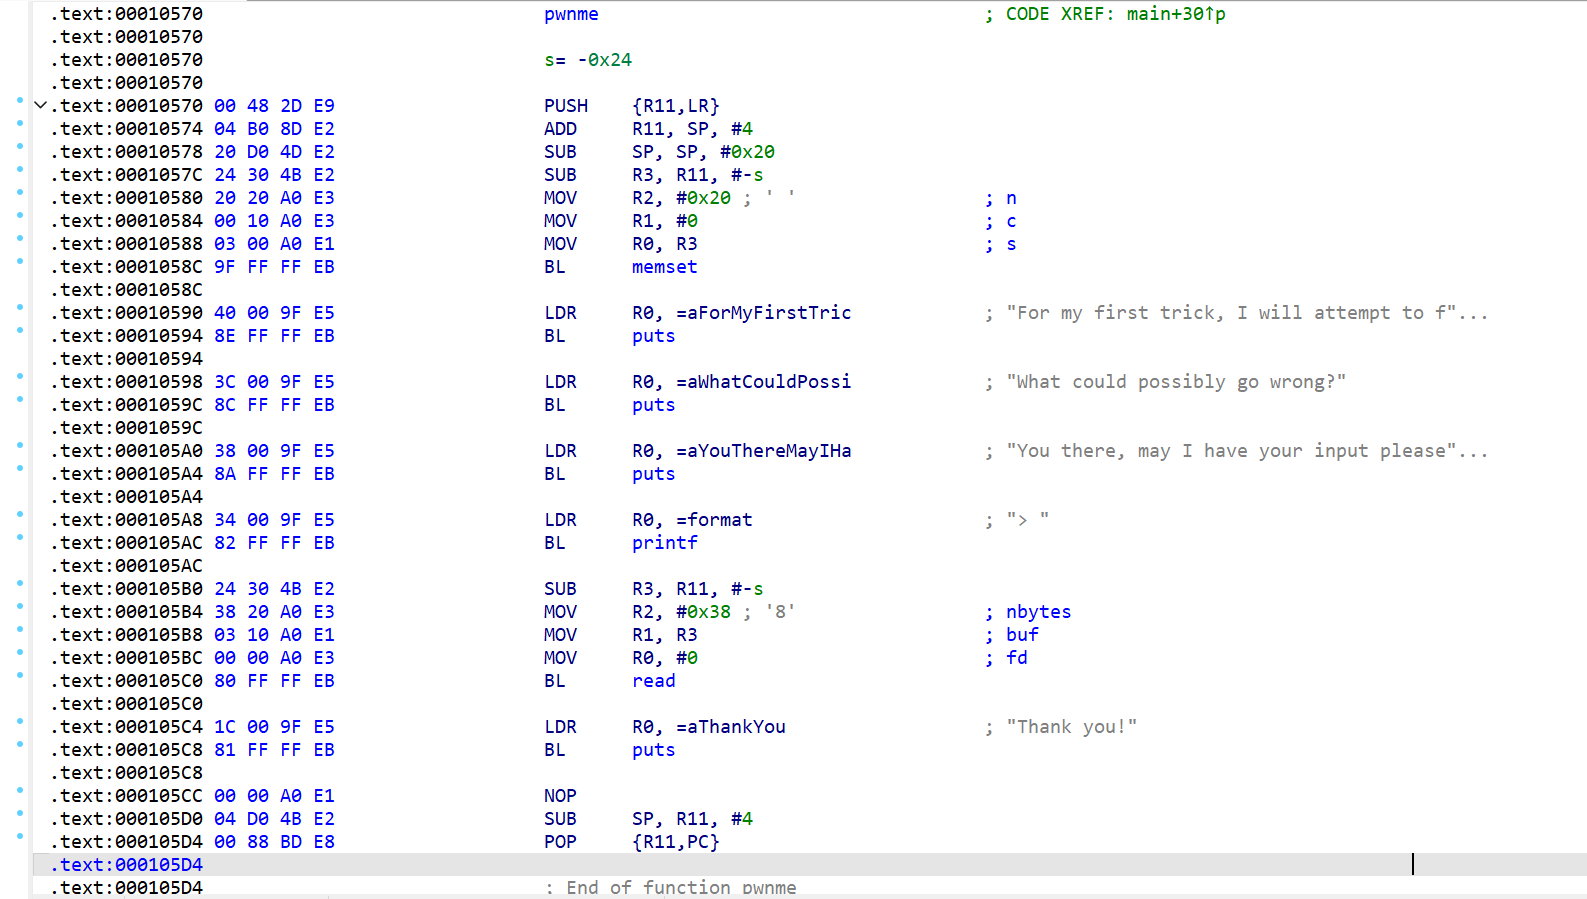 .text:00010570 pwnme ; CODE XREF: main+30↑p
.text:00010570
.text:00010570 s= -0x24
.text:00010570
.text:00010570 00 48 2D E9 PUSH {R11,LR}
.text:00010574 04 B0 8D E2 ADD R11, SP, #4
.text:00010578 20 D0 4D E2 SUB SP, SP, #0x20
.text:0001057C 24 30 4B E2 SUB R3, R11, #-s
.text:00010580 20 20 A0 E3 MOV R2, #0x20 ; ' ' ; n
.text:00010584 00 10 A0 E3 MOV R1, #0 ; c
.text:00010588 03 00 A0 E1 MOV R0, R3 ; s
.text:0001058C 9F FF FF EB BL memset
.text:0001058C
.text:00010590 40 00 9F E5 LDR R0, =aForMyFirstTric ; "For my first trick, I will attempt to f"...
.text:00010594 8E FF FF EB BL puts
.text:00010594
.text:00010598 3C 00 9F E5 LDR R0, =aWhatCouldPossi ; "What could possibly go wrong?"
.text:0001059C 8C FF FF EB BL puts
.text:0001059C
.text:000105A0 38 00 9F E5 LDR R0, =aYouThereMayIHa ; "You there, may I have your input please"...
.text:000105A4 8A FF FF EB BL puts
.text:000105A4
.text:000105A8 34 00 9F E5 LDR R0, =format ; "> "
.text:000105AC 82 FF FF EB BL printf
.text:000105AC
.text:000105B0 24 30 4B E2 SUB R3, R11, #-s
.text:000105B4 38 20 A0 E3 MOV R2, #0x38 ; '8' ; nbytes
.text:000105B8 03 10 A0 E1 MOV R1, R3 ; buf
.text:000105BC 00 00 A0 E3 MOV R0, #0 ; fd
.text:000105C0 80 FF FF EB BL read
.text:000105C0
.text:000105C4 1C 00 9F E5 LDR R0, =aThankYou ; "Thank you!"
.text:000105C8 81 FF FF EB BL puts
.text:000105C8
.text:000105CC 00 00 A0 E1 NOP
.text:000105D0 04 D0 4B E2 SUB SP, R11, #4
.text:000105D4 00 88 BD E8 POP {R11,PC}
.text:000105D4
.text:000105D4 ; End of function pwnme